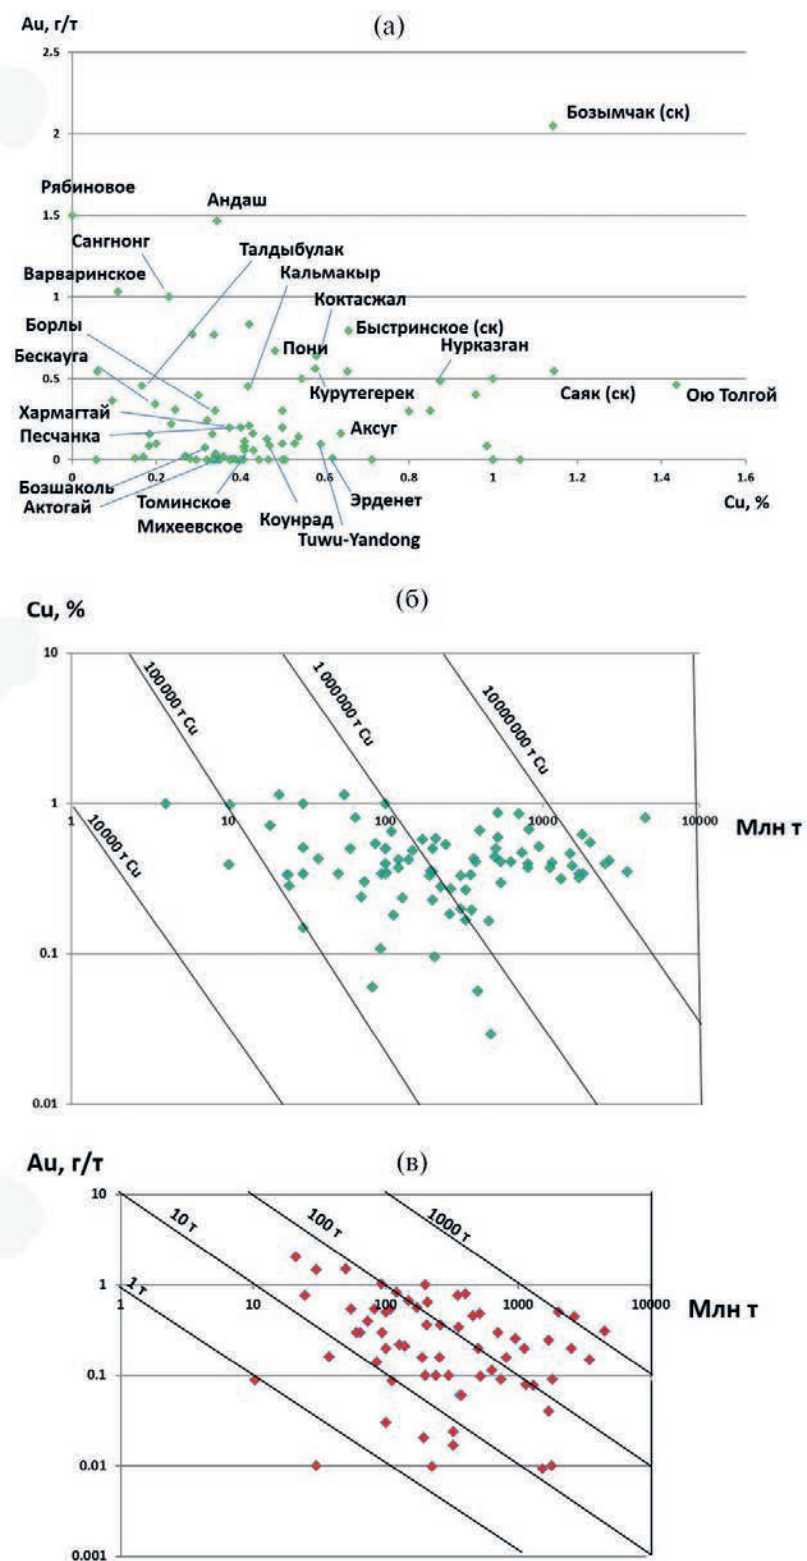 Au, г/т
(а)
2.5
2
Бозымчак (ск)
Рябиновое
Андаш
1.5
Сангнонг
Талдыбулак
Варваринское
Кальмакыр
1
Коктасжал
Борлы
Быстринское (ск)
Бескауга
Пони
Нурказган
0.5
Курутегерек
Саяк (ск)
Ою Толгой
Хармагтай
Песчанка
Аксуг
0
0 0.2 0.4 0.6 0.8 1 1.2 1.4 1.6
Бозшаколь
Актогай
Томинское
Михеевское
Коунрад
Эрденет
Tuwu-Yandong
Cu, %
Cu, %
(б)
10
100000 т Cu
1 000000 т Cu
10000000 т Cu
1
1 10 100 1000 10000
Млн т
10000 т Cu
0.1
0.01
Au, г/т
(в)
10
10 т
100 т
1000 т
1
1 т
1 10 100 1000 10000
Млн т
0.1
0.01
0.001